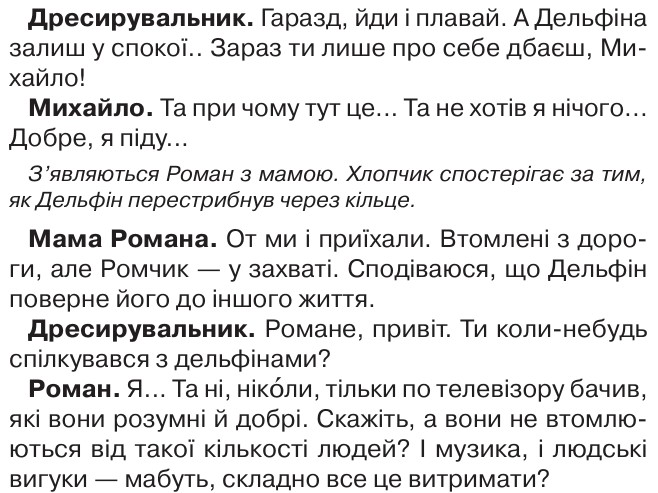 Дресирувальник. Гаразд, йди і плавай. А Дельфіна
залиш у спокої.. Зараз ти лише про себе дбаєш, Ми-
хайло!
Михайло. Та при чому тут це... Та не хотів я нічого...
Добре, я піду...
З’являються Роман з мамою. Хлопчик спостерігає за тим,
як Дельфін перестрибнув через кільце.
Мама Романа. От ми і приїхали. Втомлені з доро-
ги, але Ромчик — у захваті. Сподіваюся, що Дельфін
поверне його до іншого життя.
Дресирувальник. Романе, привіт. Ти коли-небудь
спілкувався з дельфінами?
Роман. Я... Та ні, ніко́ли, тільки по телевізору бачив,
які вони розумні й добрі. Скажіть, а вони не втомлю-
ються від такої кількості людей? І музика, і людські
вигуки — мабуть, складно все це витримати?